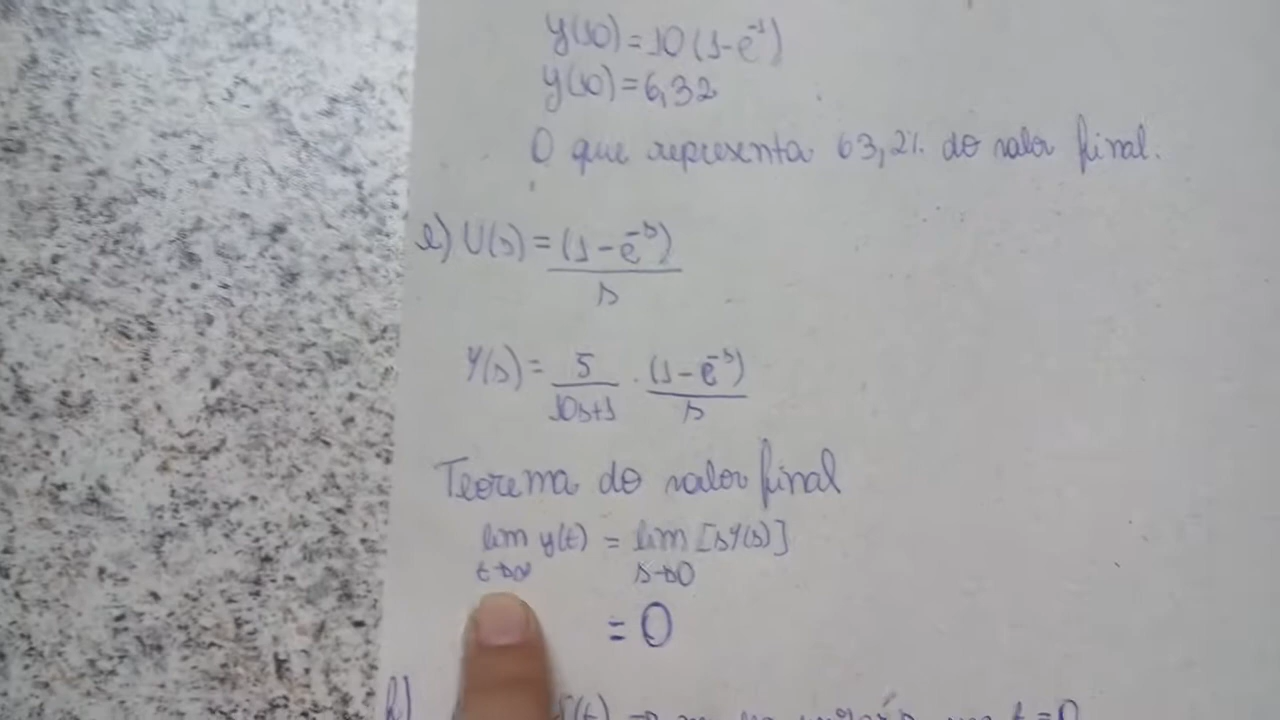 y(10) = 10 (1 - e^-1)
y(10) = 6,32
O que representa 63,2% do valor final.
e) U(s) = (1 - e^-s) / s
Y(s) = 5 / 10s+1 . (1 - e^-s) / s
Teorema do valor final
lim t→∞ y(t) = lim s→0 [sY(s)]
= 0
t=0